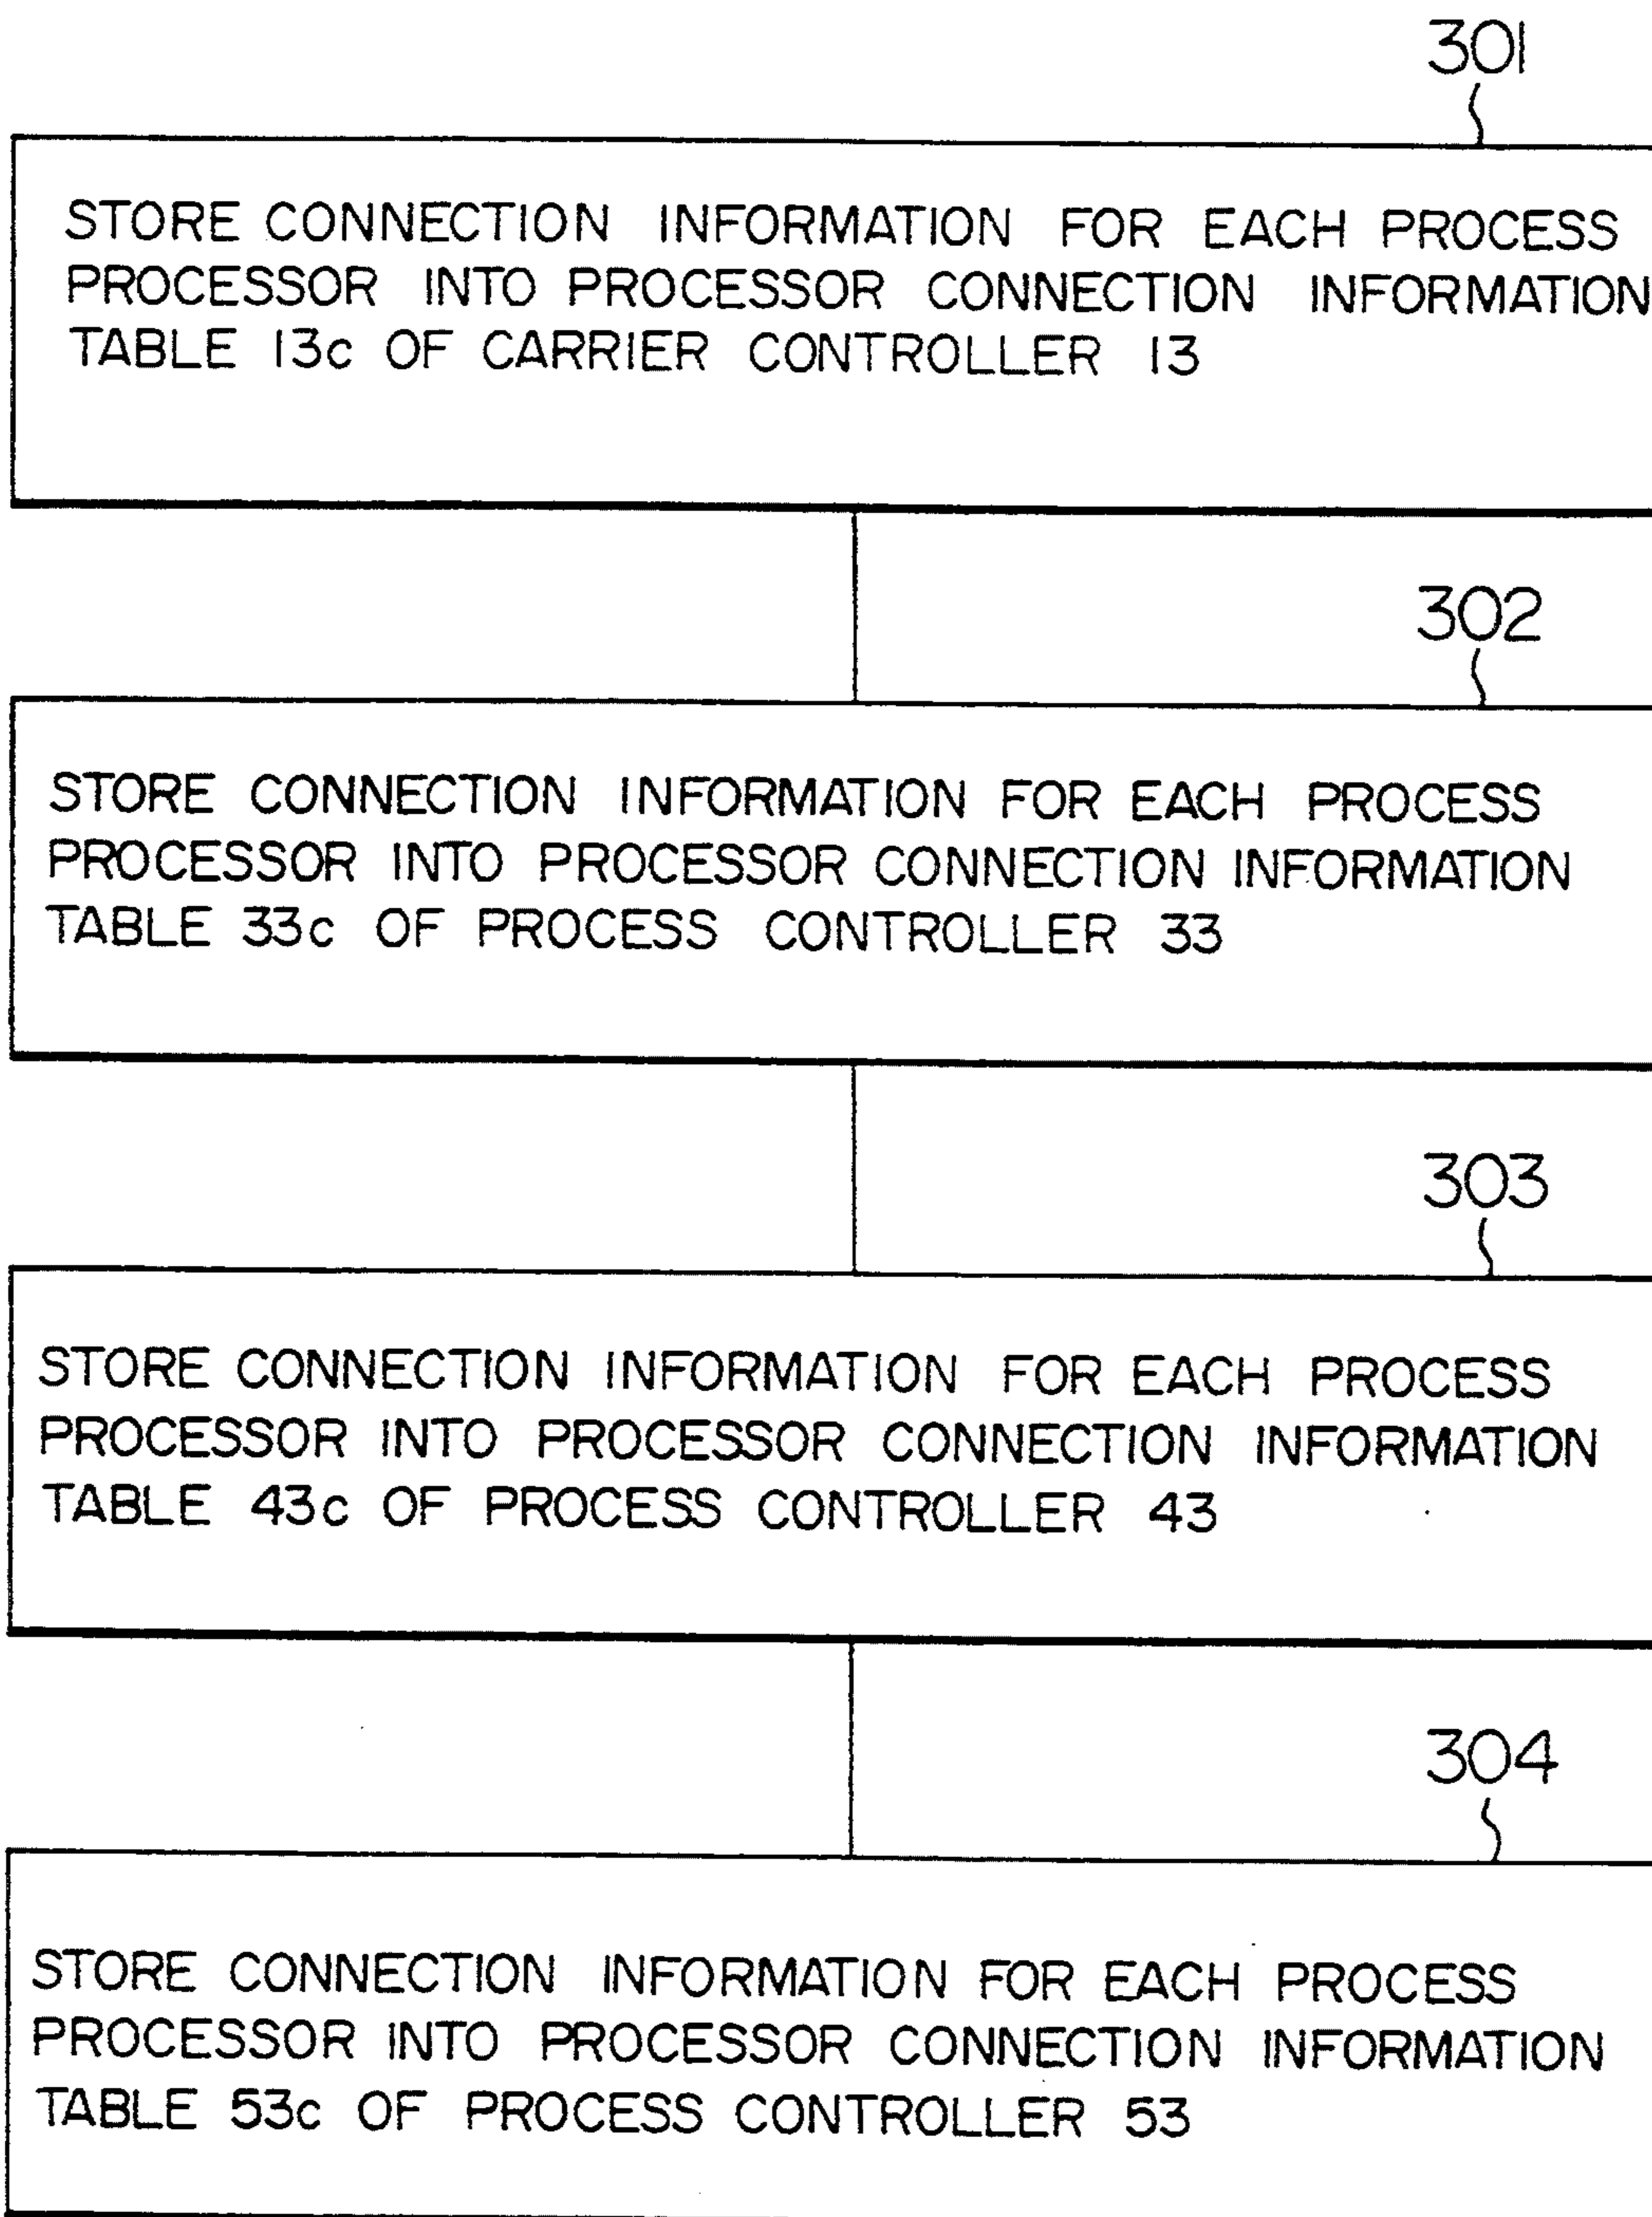 301
STORE CONNECTION INFORMATION FOR EACH PROCESS
PROCESSOR INTO PROCESSOR CONNECTION INFORMATION
TABLE 13c OF CARRIER CONTROLLER 13
302
STORE CONNECTION INFORMATION FOR EACH PROCESS
PROCESSOR INTO PROCESSOR CONNECTION INFORMATION
TABLE 33c OF PROCESS CONTROLLER 33
303
STORE CONNECTION INFORMATION FOR EACH PROCESS
PROCESSOR INTO PROCESSOR CONNECTION INFORMATION
TABLE 43c OF PROCESS CONTROLLER 43
304
STORE CONNECTION INFORMATION FOR EACH PROCESS
PROCESSOR INTO PROCESSOR CONNECTION INFORMATION
TABLE 53c OF PROCESS CONTROLLER 53